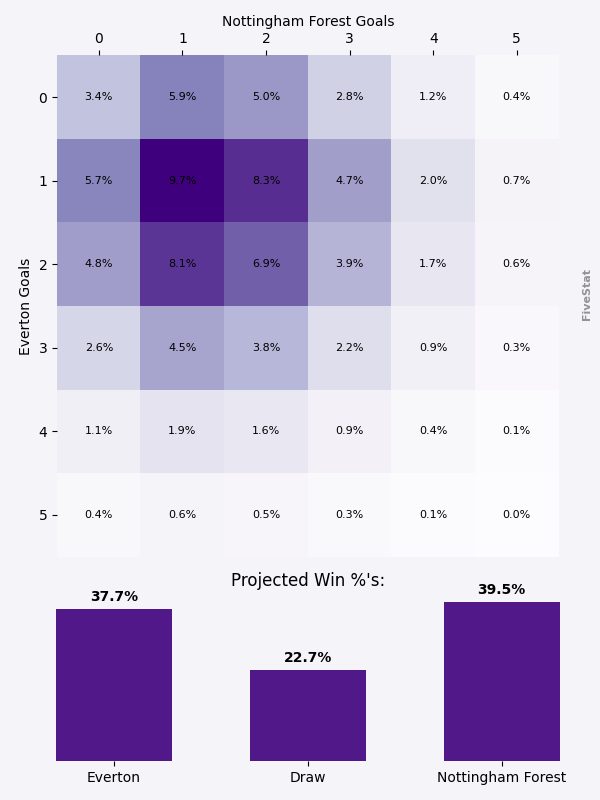 Nottingham Forest Goals
0 1 2 3 4 5
0 3.4% 5.9% 5.0% 2.8% 1.2% 0.4%
1 5.7% 9.7% 8.3% 4.7% 2.0% 0.7%
2 4.8% 8.1% 6.9% 3.9% 1.7% 0.6%
3 2.6% 4.5% 3.8% 2.2% 0.9% 0.3%
4 1.1% 1.9% 1.6% 0.9% 0.4% 0.1%
5 0.4% 0.6% 0.5% 0.3% 0.1% 0.0%
Everton Goals
FiveStat
Projected Win %'s:
37.7% 22.7% 39.5%
Everton Draw Nottingham Forest